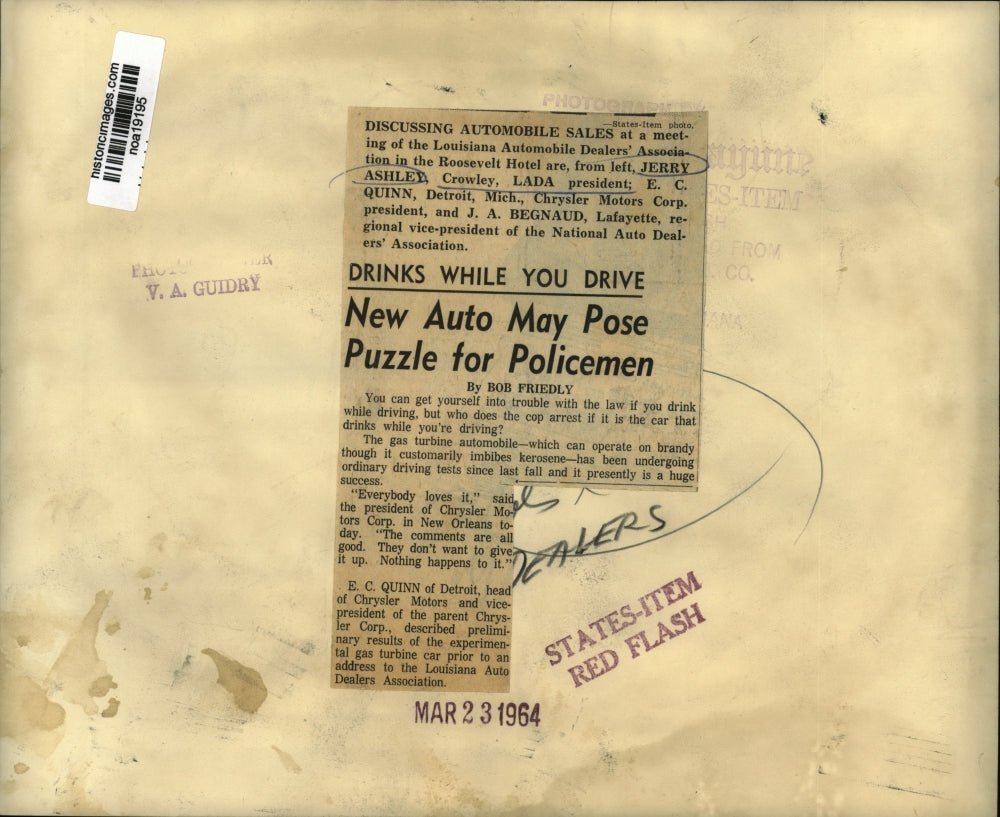 historicimages.com
noa19195
PHOTOGRAPH BY
—States-Item photo.
DISCUSSING AUTOMOBILE SALES at a meet-
ing of the Louisiana Automobile Dealers' Associa-
tion in the Roosevelt Hotel are, from left, JERRY
ASHLEY, Crowley, LADA president; E. C.
QUINN, Detroit, Mich., Chrysler Motors Corp.
president, and J. A. BEGNAUD, Lafayette, re-
gional vice-president of the National Auto Deal-
ers' Association.
ES-ITEM
FROM
CO.
V. A. GUIDRY
DRINKS WHILE YOU DRIVE
New Auto May Pose
Puzzle for Policemen
By BOB FRIEDLY
You can get yourself into trouble with the law if you drink
while driving, but who does the cop arrest if it is the car that
drinks while you're driving?
The gas turbine automobile—which can operate on brandy
though it customarily imbibes kerosene—has been undergoing
ordinary driving tests since last fall and it presently is a huge
success.
"Everybody loves it," said
the president of Chrysler Mo-
tors Corp. in New Orleans to-
day. "The comments are all
good. They don't want to give
it up. Nothing happens to it."
E. C. QUINN of Detroit, head
of Chrysler Motors and vice-
president of the parent Chrys-
ler Corp., described prelimi-
nary results of the experimen-
tal gas turbine car prior to an
address to the Louisiana Auto
Dealers Association.
DEALERS
STATES-ITEM
RED FLASH
MAR 23 1964